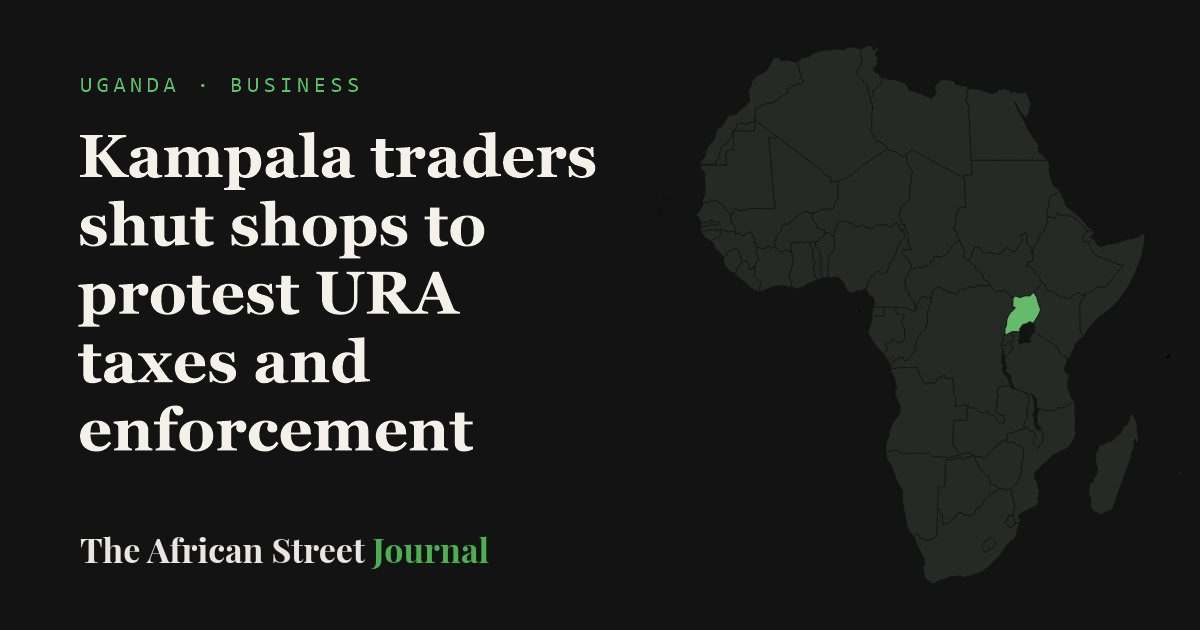 UGANDA · BUSINESS
Kampala traders
shut shops to
protest URA
taxes and
enforcement
The African Street Journal